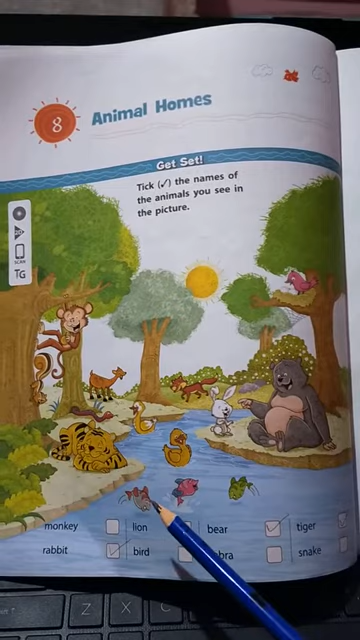 8
Animal Homes
Get Set!
Tick (✓) the names of
the animals you see in
the picture.
SCAN
TG
monkey lion bear tiger
rabbit bird snake